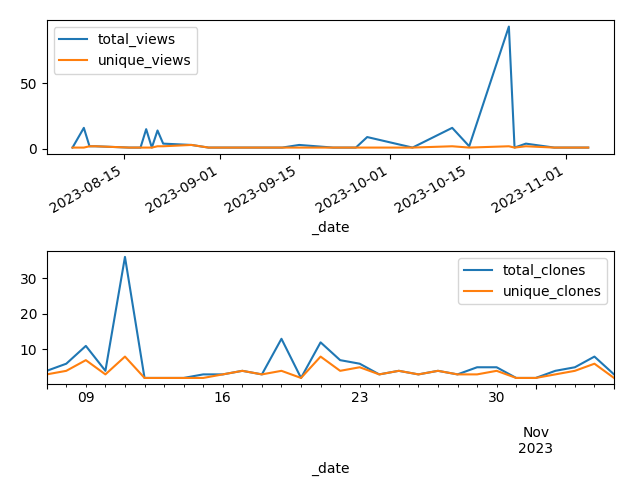 total_views
unique_views
50
0
2023-08-15
2023-09-01
2023-09-15
2023-10-01
2023-10-15
2023-11-01
_date
total_clones
unique_clones
30
20
10
09
16
23
30
Nov
2023
_date